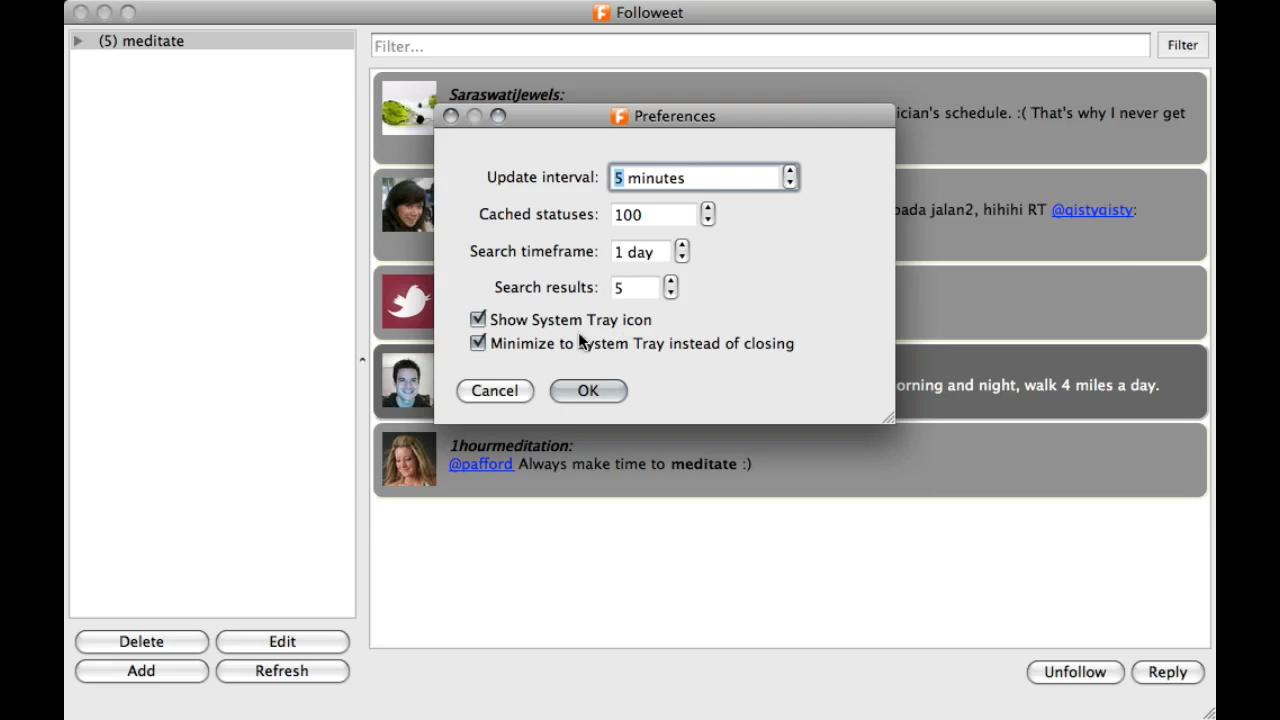 Followeet
(5) meditate
Filter...
Filter
SaraswatiJewels:
ician's schedule. :( That's why I never get
Preferences
Update interval: 5 minutes
Cached statuses: 100
pada jalan2, hihihi RT @qistyqisty:
Search timeframe: 1 day
Search results: 5
Show System Tray icon
Minimize to System Tray instead of closing
Cancel
OK
orning and night, walk 4 miles a day.
1hourmeditation:
@pafford Always make time to meditate :)
Delete
Edit
Add
Refresh
Unfollow
Reply